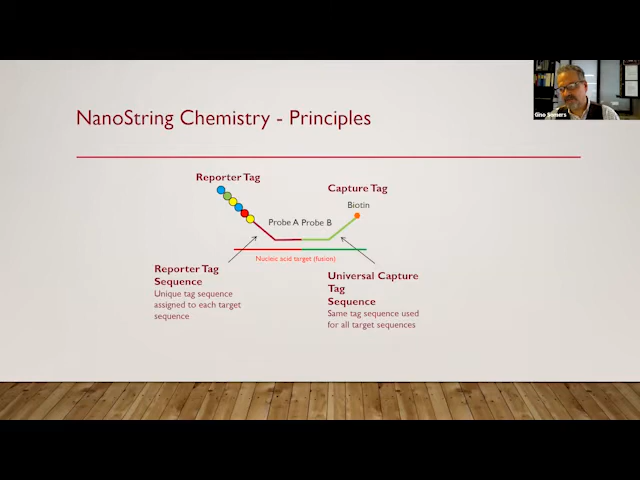 NanoString Chemistry - Principles
Reporter Tag
Capture Tag
Biotin
Probe A Probe B
Nucleic acid target (fusion)
Reporter Tag
Sequence
Unique tag sequence
assigned to each target
sequence
Universal Capture
Tag
Sequence
Same tag sequence used
for all target sequences
Gino Somers